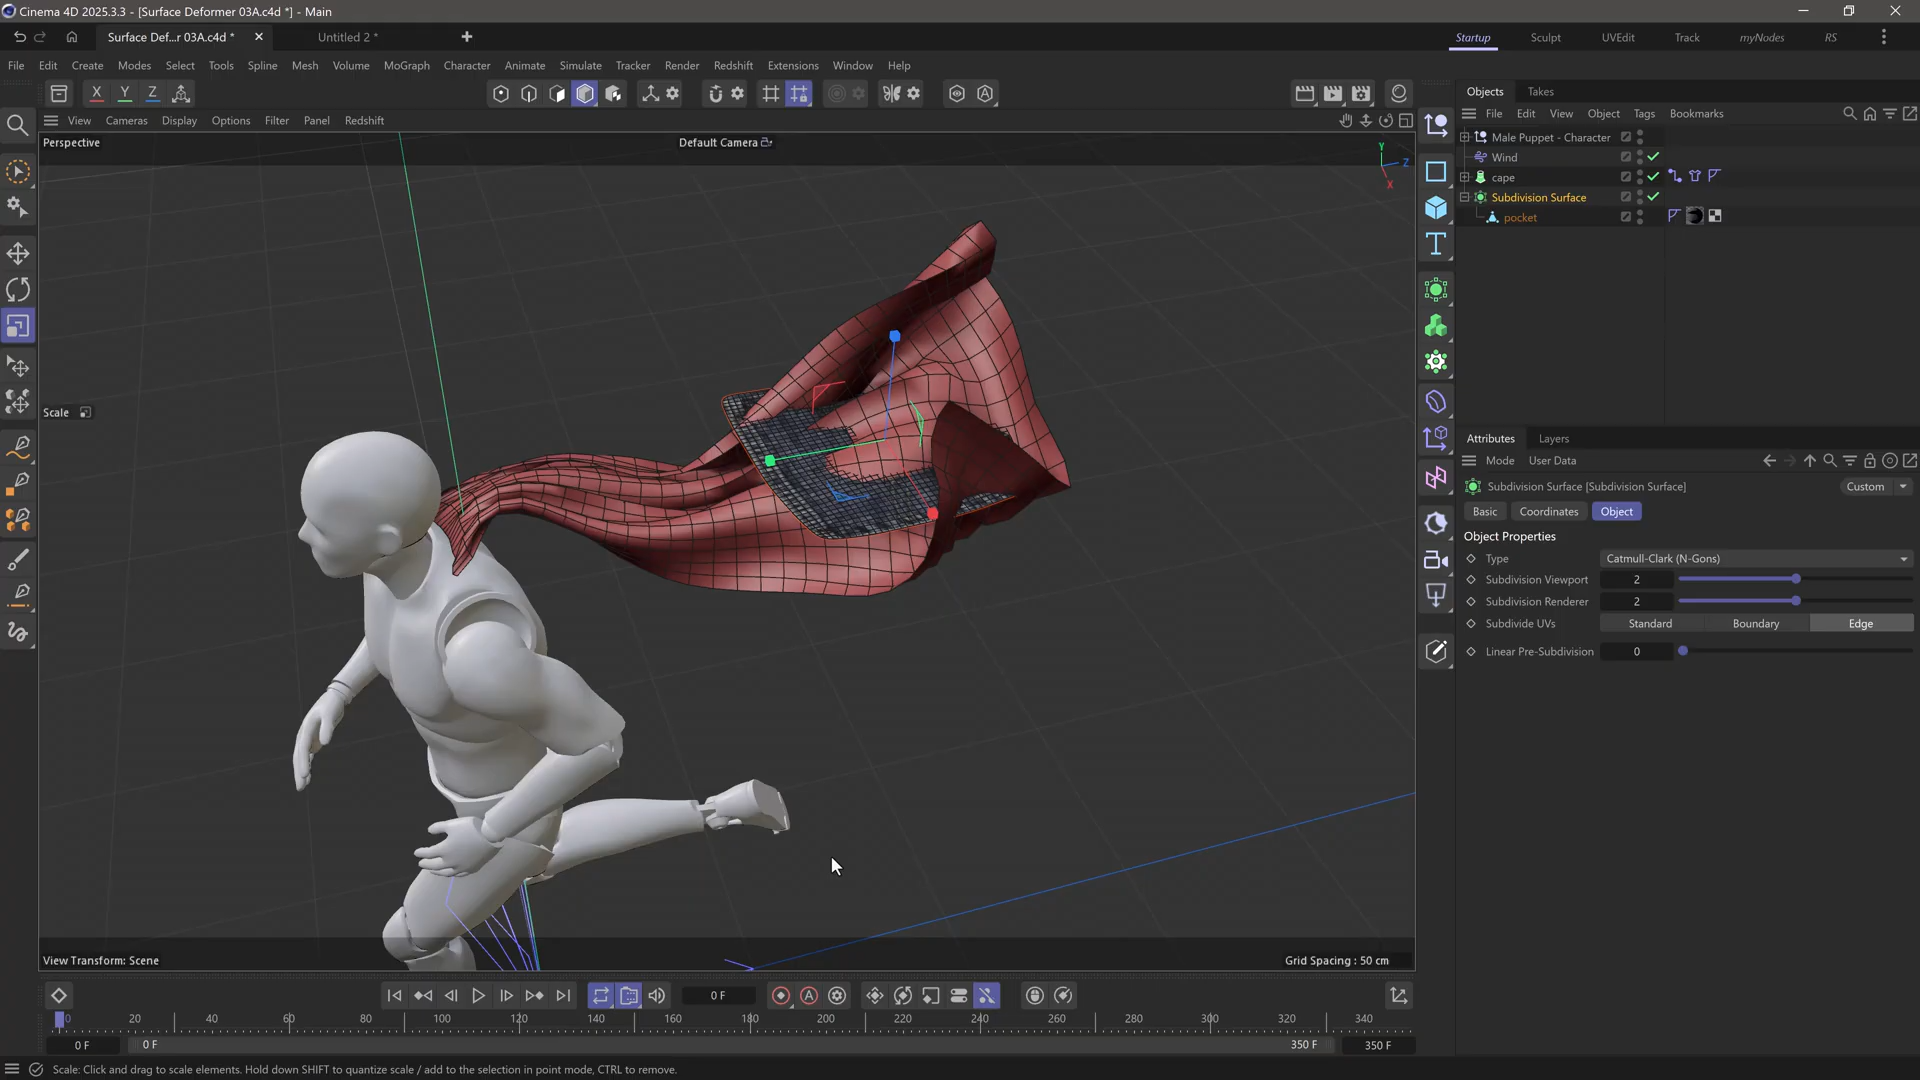 Cinema 4D 2025.3.3 - [Surface Deformer 03A.c4d *] - Main
Surface Def...r 03A.c4d *
Untitled 2 *
Startup
Sculpt
UVEdit
Track
myNodes
RS
File Edit Create Modes Select Tools Spline Mesh Volume MoGraph Character Animate Simulate Tracker Render Redshift Extensions Window Help
X Y Z
View Cameras Display Options Filter Panel Redshift
Perspective
Default Camera
Y
Z
X
Scale
View Transform: Scene
Grid Spacing : 50 cm
Objects Takes
File Edit View Object Tags Bookmarks
Male Puppet - Character
Wind
cape
Subdivision Surface
pocket
Attributes Layers
Mode User Data
Subdivision Surface [Subdivision Surface]
Custom
Basic Coordinates Object
Object Properties
Type Catmull-Clark (N-Gons)
Subdivision Viewport 2
Subdivision Renderer 2
Subdivide UVs Standard Boundary Edge
Linear Pre-Subdivision 0
0 F
0 20 40 60 80 100 120 140 160 180 200 220 240 260 280 300 320 340
0 F 0 F 350 F 350 F
Scale: Click and drag to scale elements. Hold down SHIFT to quantize scale / add to the selection in point mode, CTRL to remove.